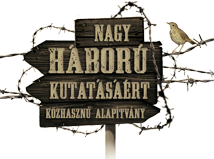 NAGY
HÁBORÚ
KUTATÁSÁÉRT
KÖZHASZNÚ ALAPÍTVÁNY